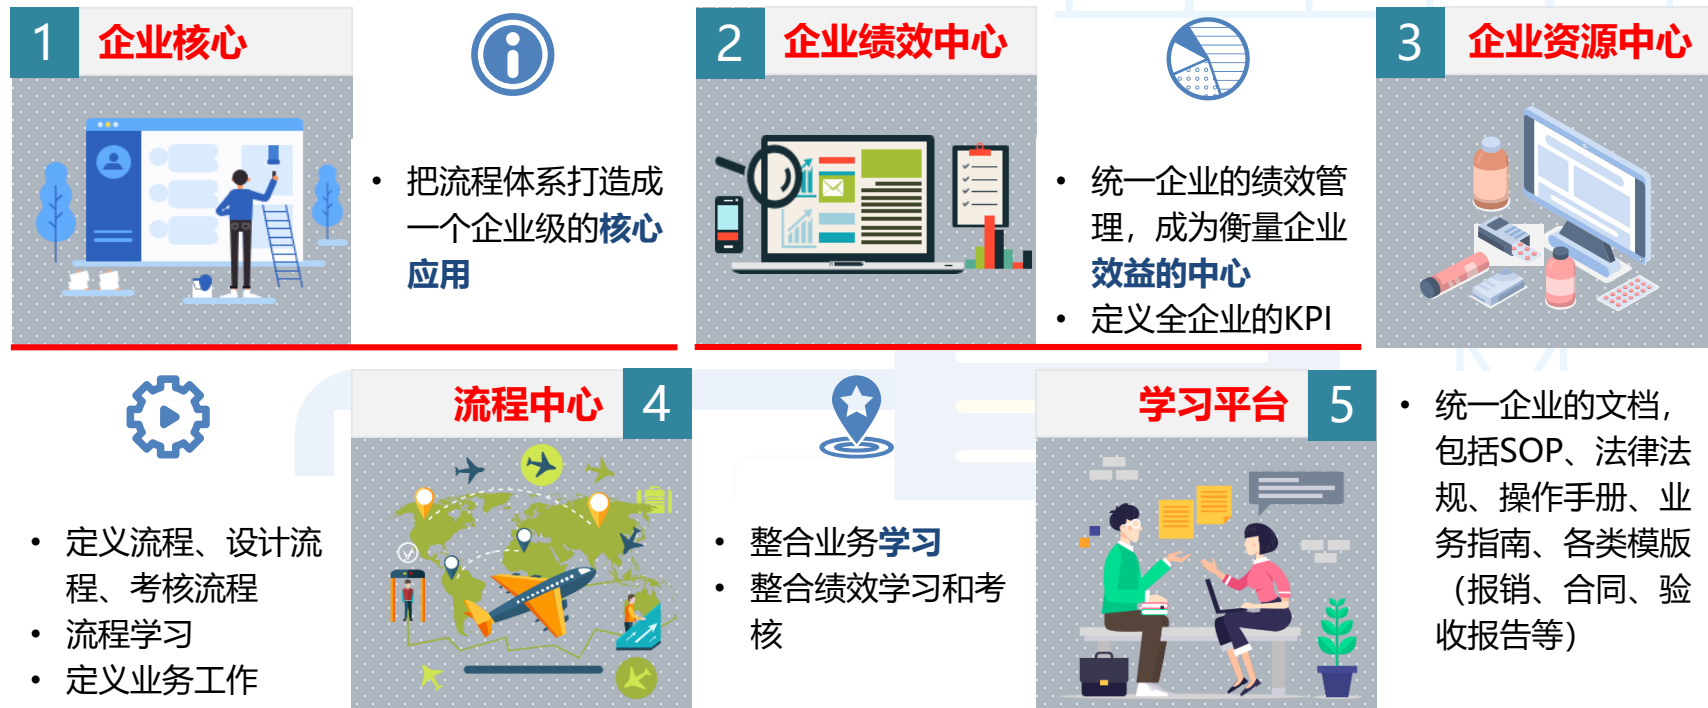 1 企业核心
• 把流程体系打造成
一个企业级的核心
应用
2 企业绩效中心
• 统一企业的绩效管
理，成为衡量企业
效益的中心
• 定义全企业的KPI
3 企业资源中心
• 统一企业的文档，
包括SOP、法律法
规、操作手册、业
务指南、各类模版
（报销、合同、验
收报告等）
流程中心 4
• 定义流程、设计流
程、考核流程
• 流程学习
• 定义业务工作
学习平台 5
• 整合业务学习
• 整合绩效学习和考
核